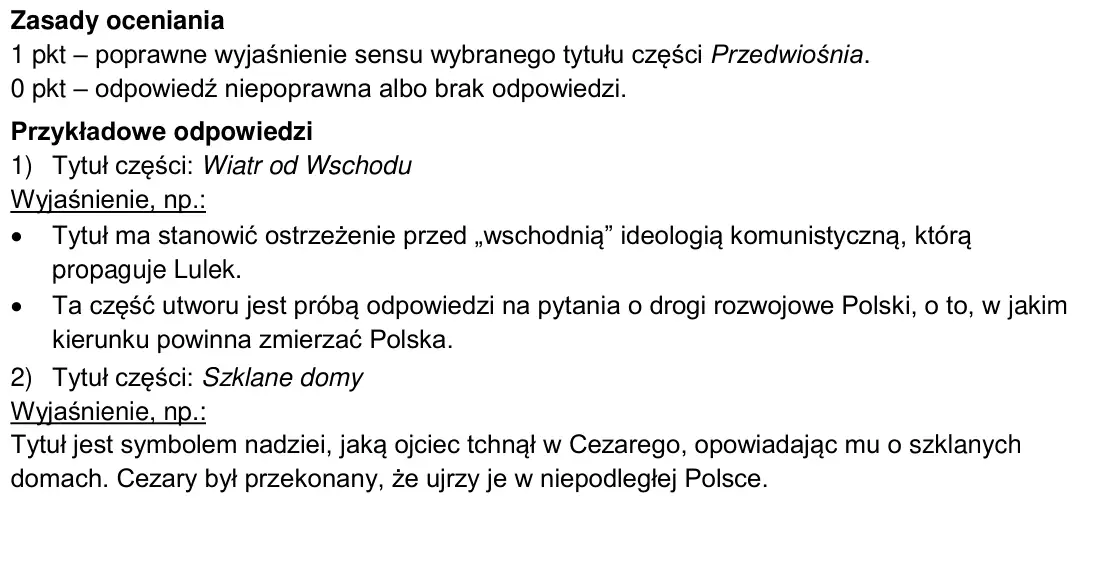 Zasady oceniania
1 pkt – poprawne wyjaśnienie sensu wybranego tytułu części Przedwiośnia.
0 pkt – odpowiedź niepoprawna albo brak odpowiedzi.
Przykładowe odpowiedzi
1) Tytuł części: Wiatr od Wschodu
Wyjaśnienie, np.:
• Tytuł ma stanowić ostrzeżenie przed „wschodnią” ideologią komunistyczną, którą
propaguje Lulek.
• Ta część utworu jest próbą odpowiedzi na pytania o drogi rozwojowe Polski, o to, w jakim
kierunku powinna zmierzać Polska.
2) Tytuł części: Szklane domy
Wyjaśnienie, np.:
Tytuł jest symbolem nadziei, jaką ojciec tchnął w Cezarego, opowiadając mu o szklanych
domach. Cezary był przekonany, że ujrzy je w niepodległej Polsce.